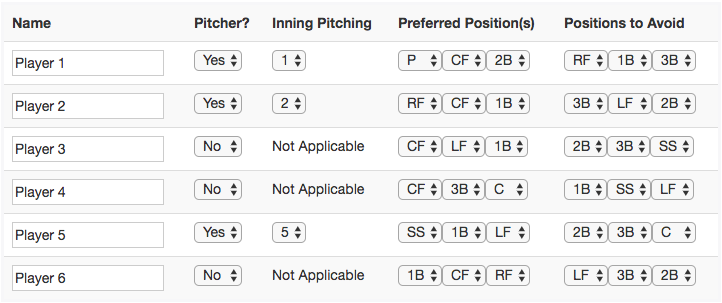 Name Pitcher? Inning Pitching Preferred Position(s) Positions to Avoid
Player 1 Yes 1 P CF 2B RF 1B 3B
Player 2 Yes 2 RF CF 1B 3B LF 2B
Player 3 No Not Applicable CF LF 1B 2B 3B SS
Player 4 No Not Applicable CF 3B C 1B SS LF
Player 5 Yes 5 SS 1B LF 2B 3B C
Player 6 No Not Applicable 1B CF RF LF 3B 2B